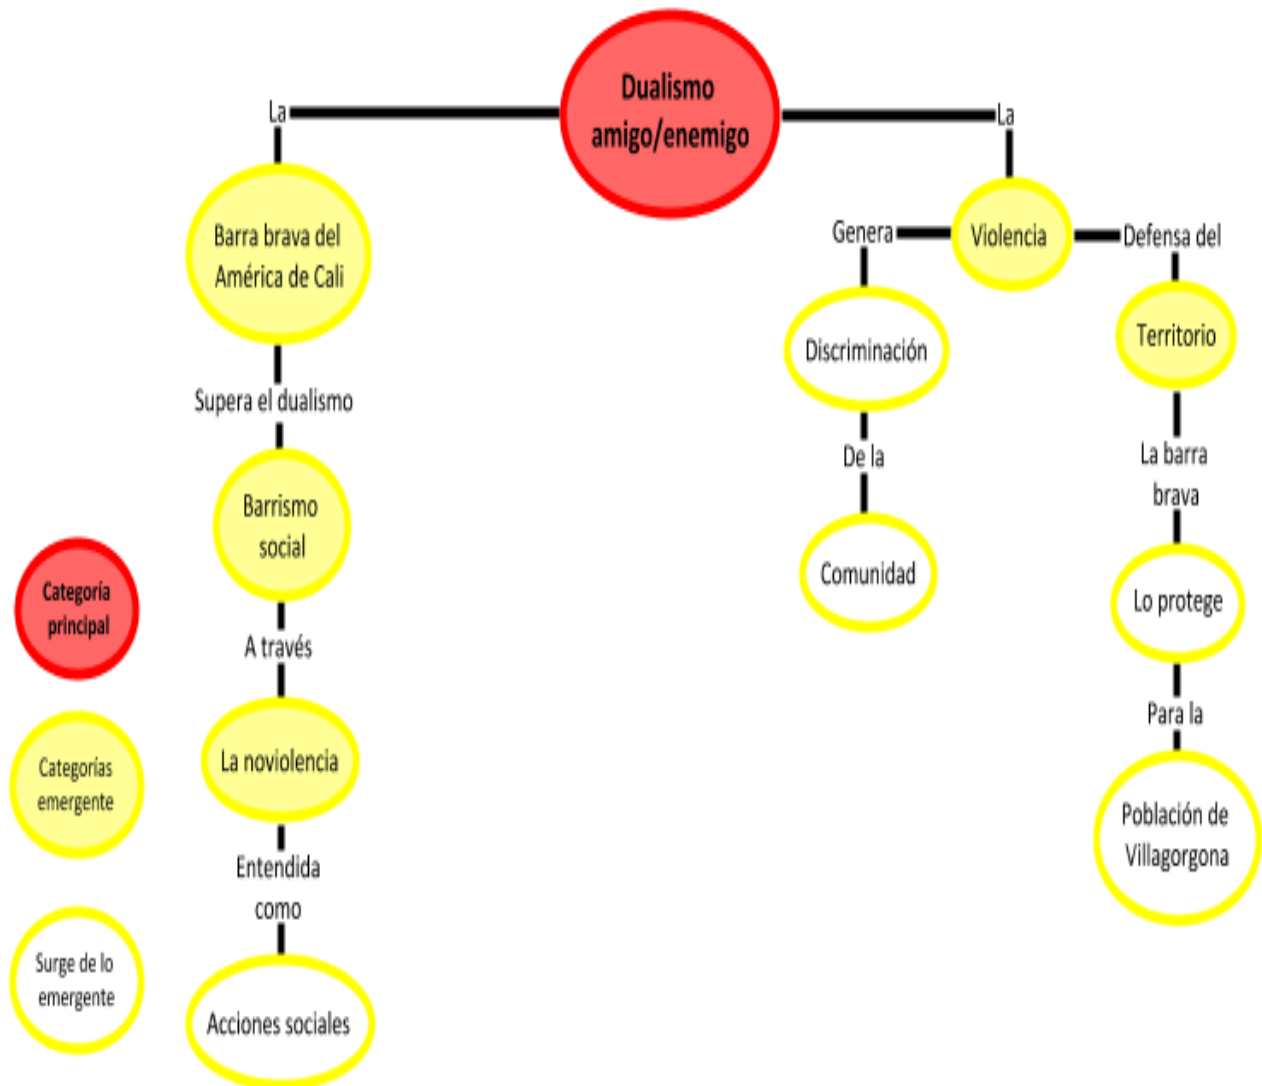 Dualismo
amigo/enemigo
La
Barra brava del
América de Cali
Supera el dualismo
Barrismo
social
A través
La noviolencia
Entendida
como
Acciones sociales
La
Violencia
Genera
Discriminación
De la
Comunidad
Defensa del
Territorio
La barra
brava
Lo protege
Para la
Población de
Villagorgona
Categoría
principal
Categorías
emergente
Surge de lo
emergente